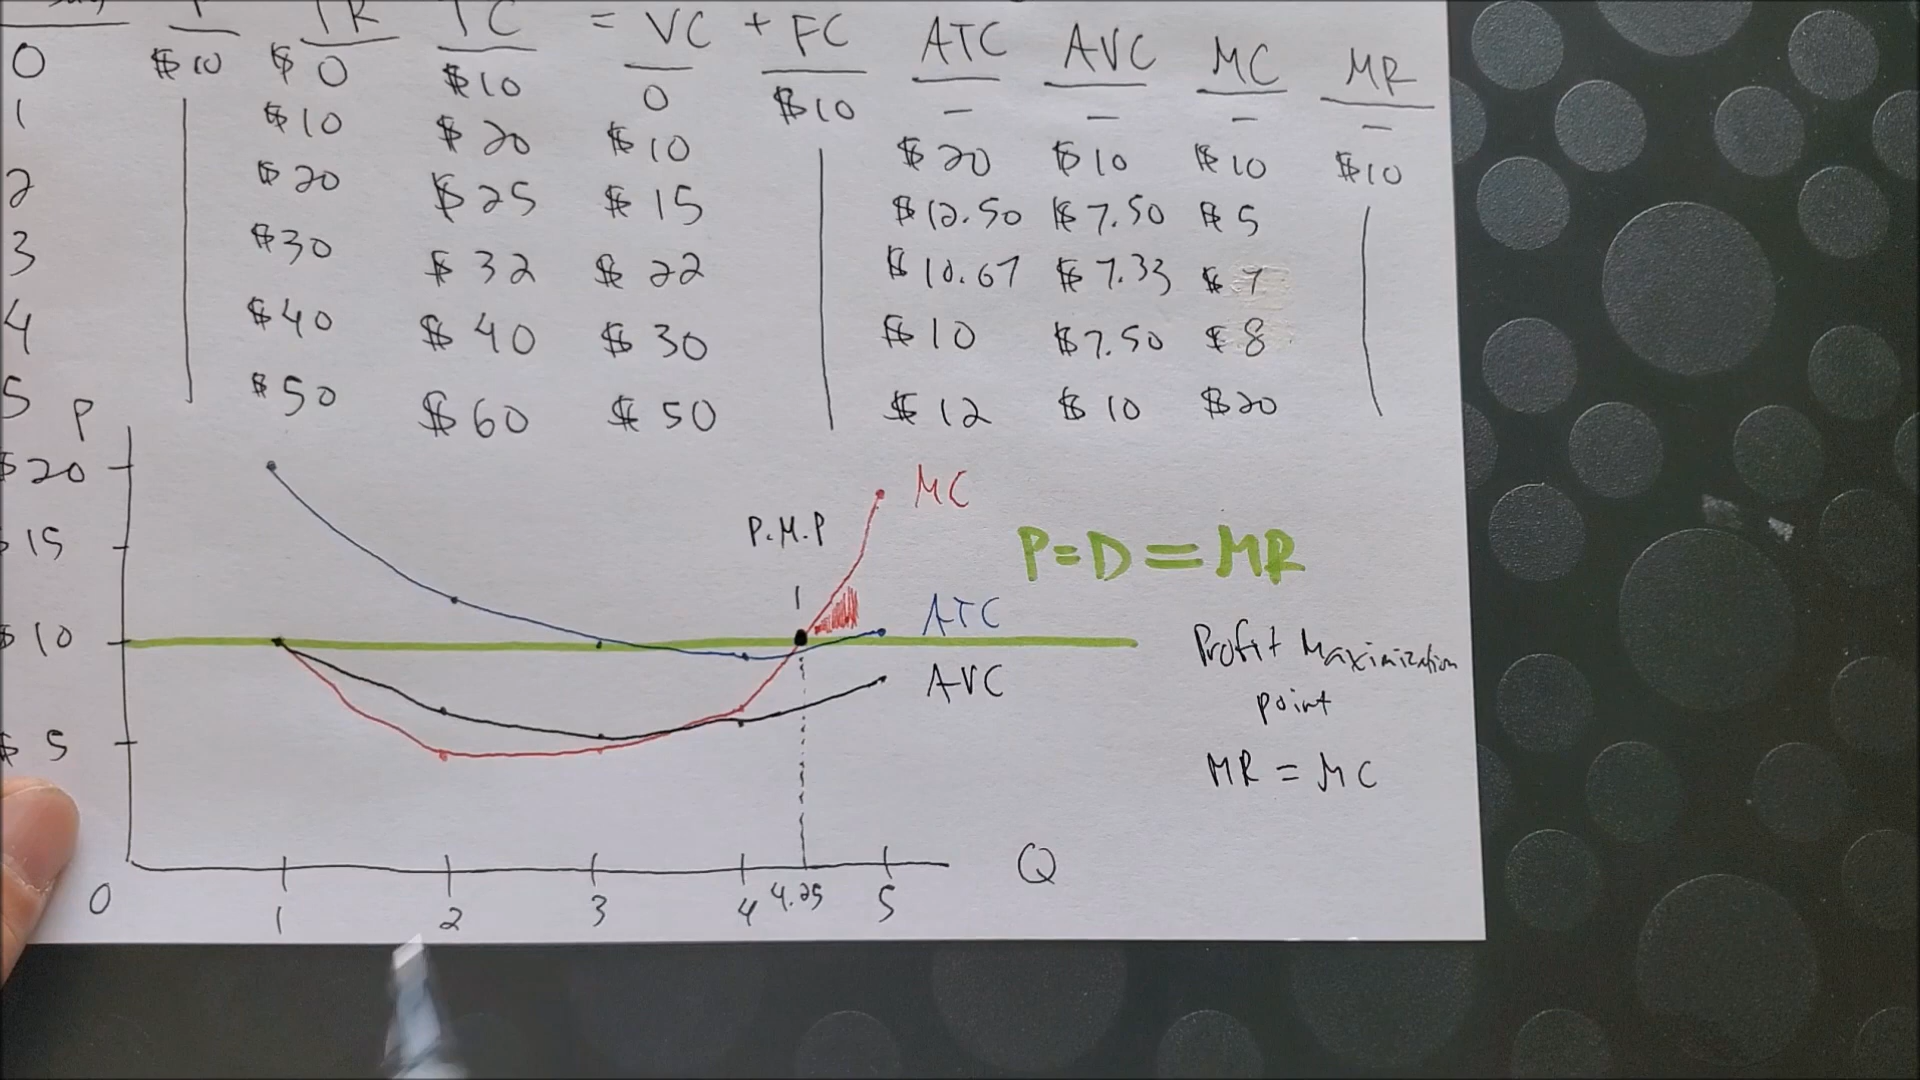 TR TC = VC + FC ATC AVC MC MR
0 $10 $0 $10 0 $10 – – – –
1 $10 $20 $10 $20 $10 $10 $10
2 $20 $25 $15 $12.50 $7.50 $5
3 $30 $32 $22 $10.67 $7.33 $7
4 $40 $40 $30 $10 $7.50 $8
5 $50 $60 $50 $12 $10 $20
P
$20
MC
P.M.P
$15
P=D=MR
ATC
$10
Profit Maximization
AVC
point
$5
MR = MC
Q
0 1 2 3 4 4.25 5